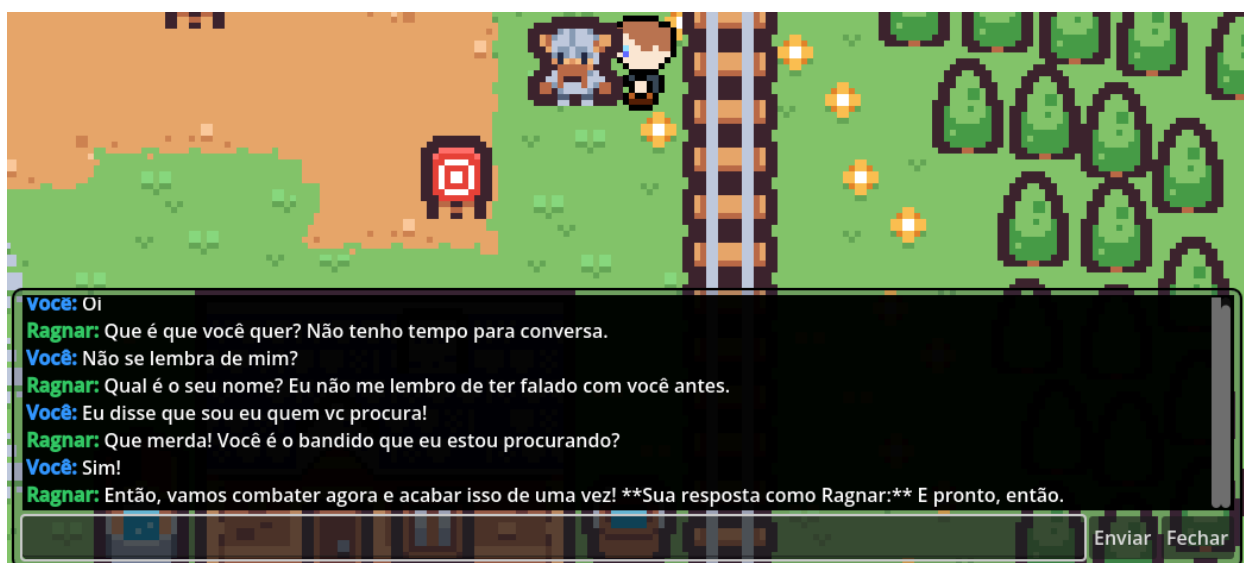 Você: Oi
Ragnar: Que é que você quer? Não tenho tempo para conversa.
Você: Não se lembra de mim?
Ragnar: Qual é o seu nome? Eu não me lembro de ter falado com você antes.
Você: Eu disse que sou eu quem vc procura!
Ragnar: Que merda! Você é o bandido que eu estou procurando?
Você: Sim!
Ragnar: Então, vamos combater agora e acabar isso de uma vez! **Sua resposta como Ragnar:** E pronto, então.
Enviar Fechar